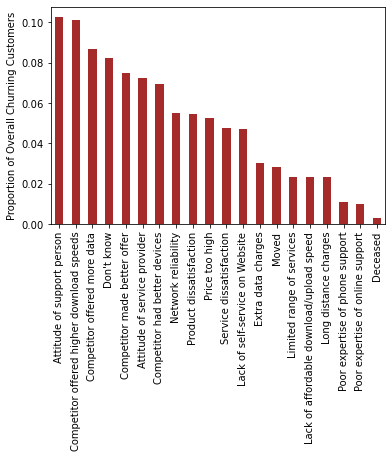 Proportion of Overall Churning Customers
0.10
0.08
0.06
0.04
0.02
0.00
Attitude of support person
Competitor offered higher download speeds
Competitor offered more data
Don't know
Competitor made better offer
Attitude of service provider
Competitor had better devices
Network reliability
Product dissatisfaction
Price too high
Service dissatisfaction
Lack of self-service on Website
Extra data charges
Moved
Limited range of services
Lack of affordable download/upload speed
Long distance charges
Poor expertise of phone support
Poor expertise of online support
Deceased